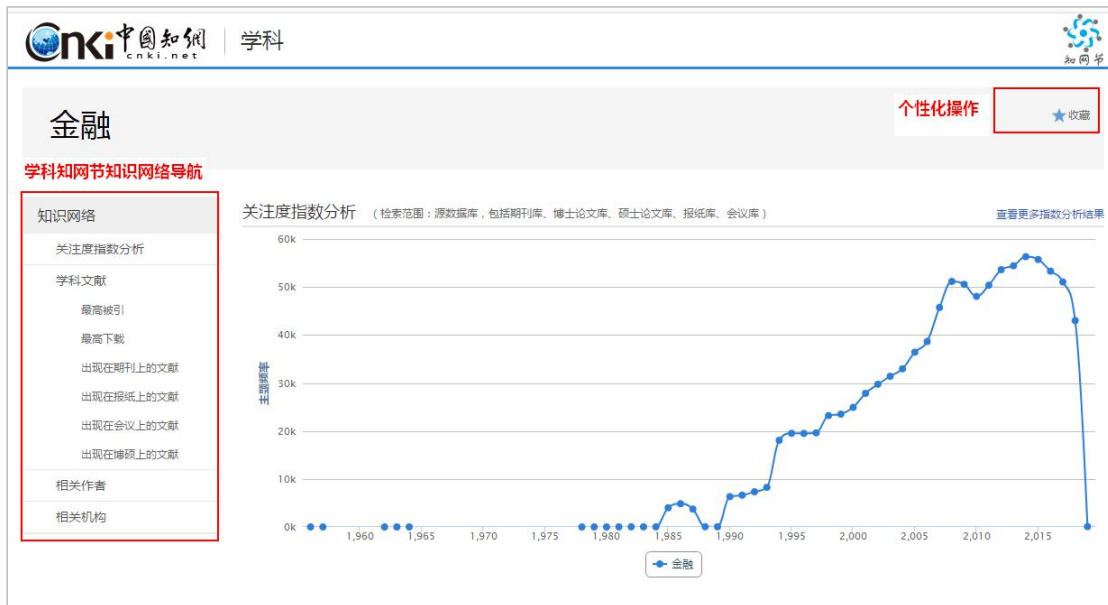 Cnki中国知网 学科
cnki.net
知网节
金融
个性化操作
★收藏
学科知网节知识网络导航
知识网络
关注度指数分析
学科文献
最高被引
最高下载
出现在期刊上的文献
出现在报纸上的文献
出现在会议上的文献
出现在博硕上的文献
相关作者
相关机构
关注度指数分析 （检索范围：源数据库，包括期刊库、博士论文库、硕士论文库、报纸库、会议库）
查看更多指数分析结果
60k
50k
40k
30k
20k
10k
0k
主题频率
1,960 1,965 1,970 1,975 1,980 1,985 1,990 1,995 2,000 2,005 2,010 2,015
金融